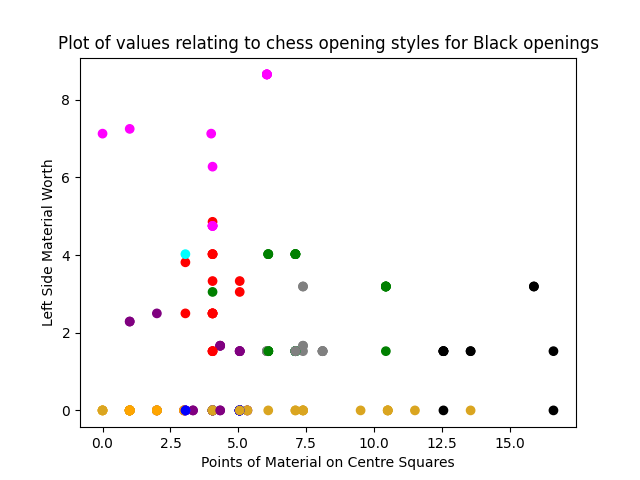 Plot of values relating to chess opening styles for Black openings
8
6
4
2
0
Left Side Material Worth
0.0 2.5 5.0 7.5 10.0 12.5 15.0
Points of Material on Centre Squares